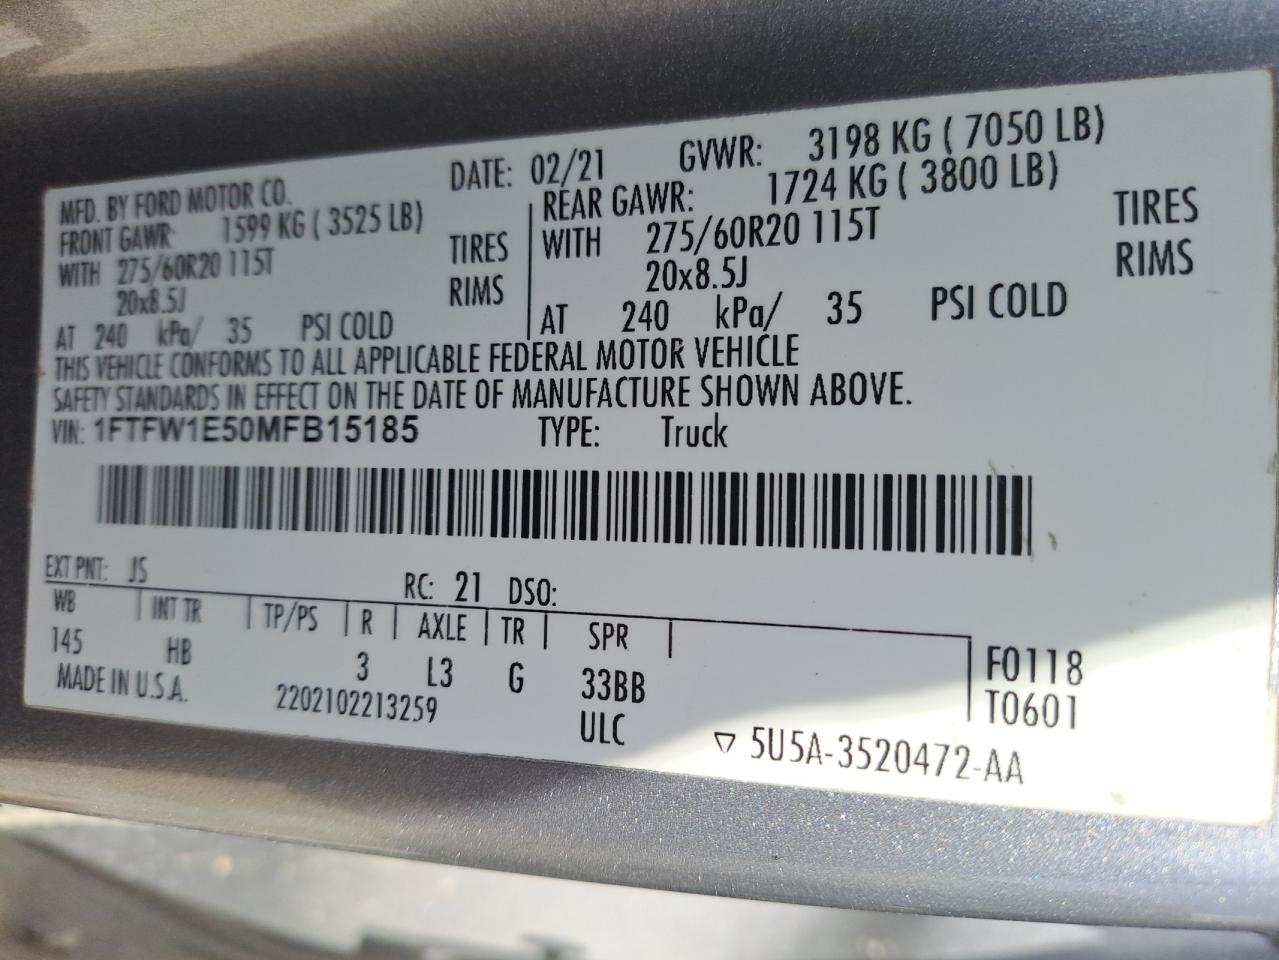 MFD. BY FORD MOTOR CO. DATE: 02/21 GVWR: 3198 KG ( 7050 LB)
FRONT GAWR: 1599 KG ( 3525 LB)
WITH 275/60R20 115T TIRES
20x8.5J RIMS
AT 240 kPa/ 35 PSI COLD
REAR GAWR: 1724 KG ( 3800 LB)
WITH 275/60R20 115T TIRES
20x8.5J RIMS
AT 240 kPa/ 35 PSI COLD
THIS VEHICLE CONFORMS TO ALL APPLICABLE FEDERAL MOTOR VEHICLE
SAFETY STANDARDS IN EFFECT ON THE DATE OF MANUFACTURE SHOWN ABOVE.
VIN: 1FTFW1E50MFB15185 TYPE: Truck
EXT PNT: JS RC: 21 DSO:
WB INT TR TP/PS R AXLE TR SPR
145 HB 3 L3 G 33BB F0118
MADE IN U.S.A. 2202102213259 ULC T0601
▽ 5U5A-3520472-AA